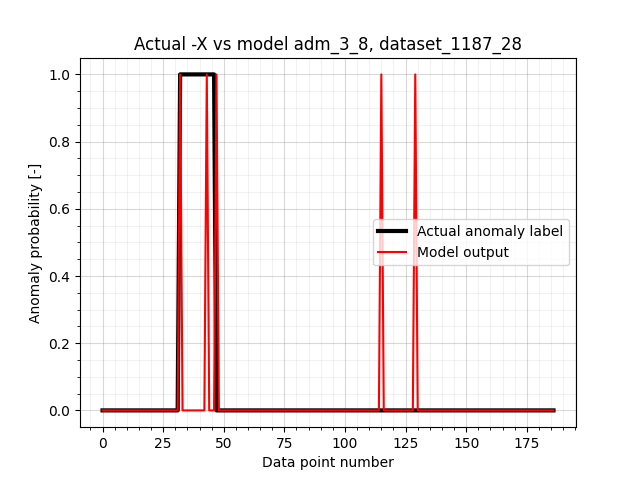 Actual -X vs model adm_3_8, dataset_1187_28
Anomaly probability [-]
1.0
0.8
0.6
0.4
0.2
0.0
Actual anomaly label
Model output
0 25 50 75 100 125 150 175
Data point number